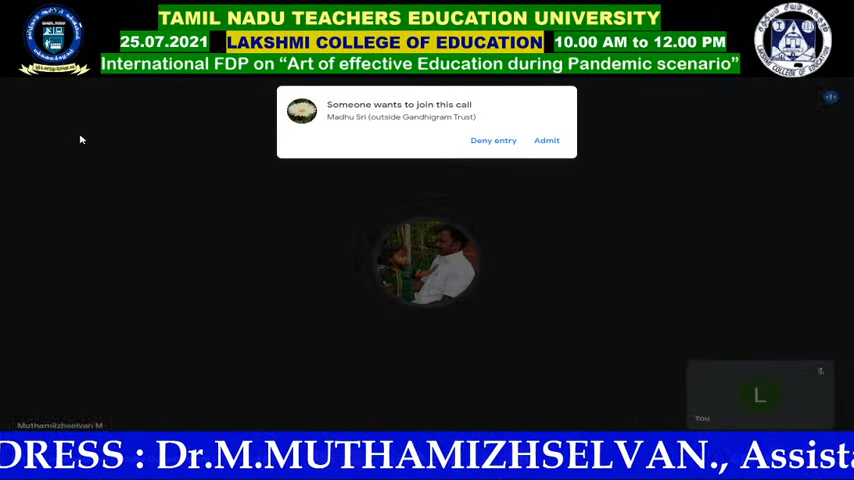 TAMIL NADU TEACHERS EDUCATION UNIVERSITY
25.07.2021 LAKSHMI COLLEGE OF EDUCATION 10.00 AM to 12.00 PM
International FDP on “Art of effective Education during Pandemic scenario”
Someone wants to join this call
Madhu Sri (outside Gandhigram Trust)
Deny entry Admit
L
You
Muthamilzhselvan M
DRESS : Dr.M.MUTHAMIZHSELVAN., Assista